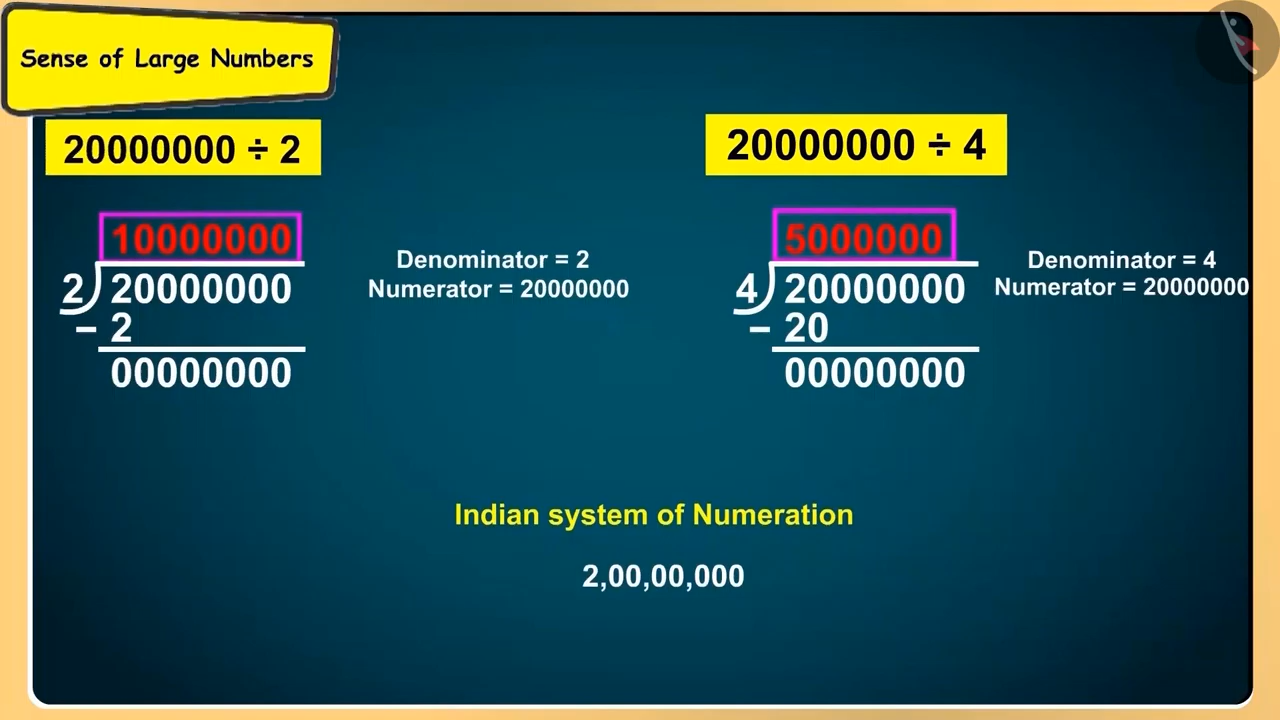 Sense of Large Numbers
20000000 ÷ 2
10000000
2)20000000
– 2
00000000
Denominator = 2
Numerator = 20000000
20000000 ÷ 4
5000000
4)20000000
– 20
00000000
Denominator = 4
Numerator = 20000000
Indian system of Numeration
2,00,00,000